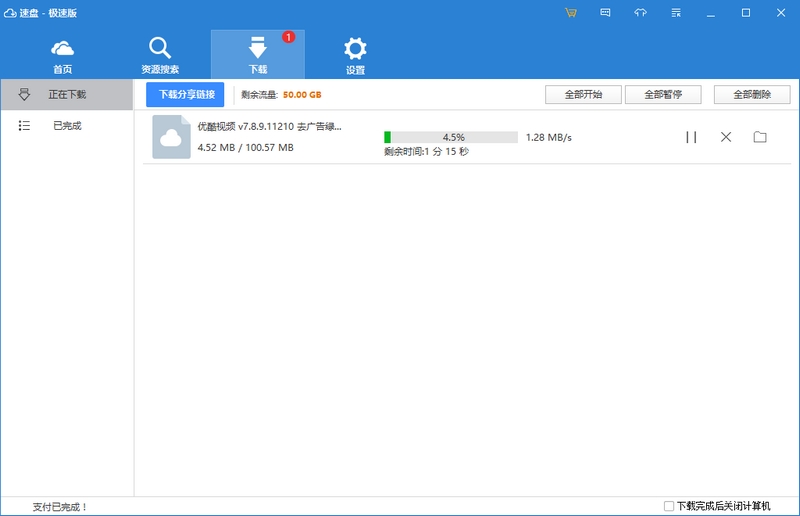 速盘 - 极速版
首页
资源搜索
下载
1
设置
正在下载
已完成
下载分享链接
剩余流量: 50.00 GB
全部开始
全部暂停
全部删除
优酷视频 v7.8.9.11210 去广告绿...
4.52 MB / 100.57 MB
4.5%
1.28 MB/s
剩余时间:1 分 15 秒
支付已完成！
下载完成后关闭计算机